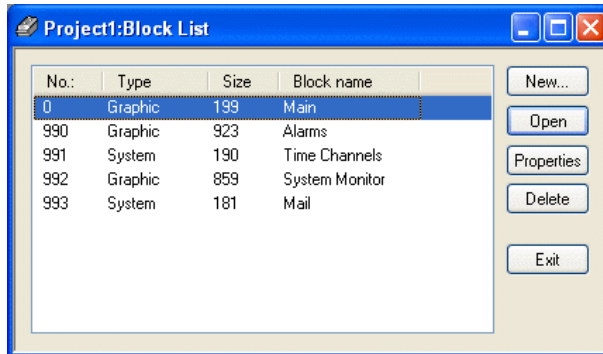 Project1:Block List
No.: Type Size Block name
0 Graphic 199 Main
990 Graphic 923 Alarms
991 System 190 Time Channels
992 Graphic 859 System Monitor
993 System 181 Mail
New...
Open
Properties
Delete
Exit